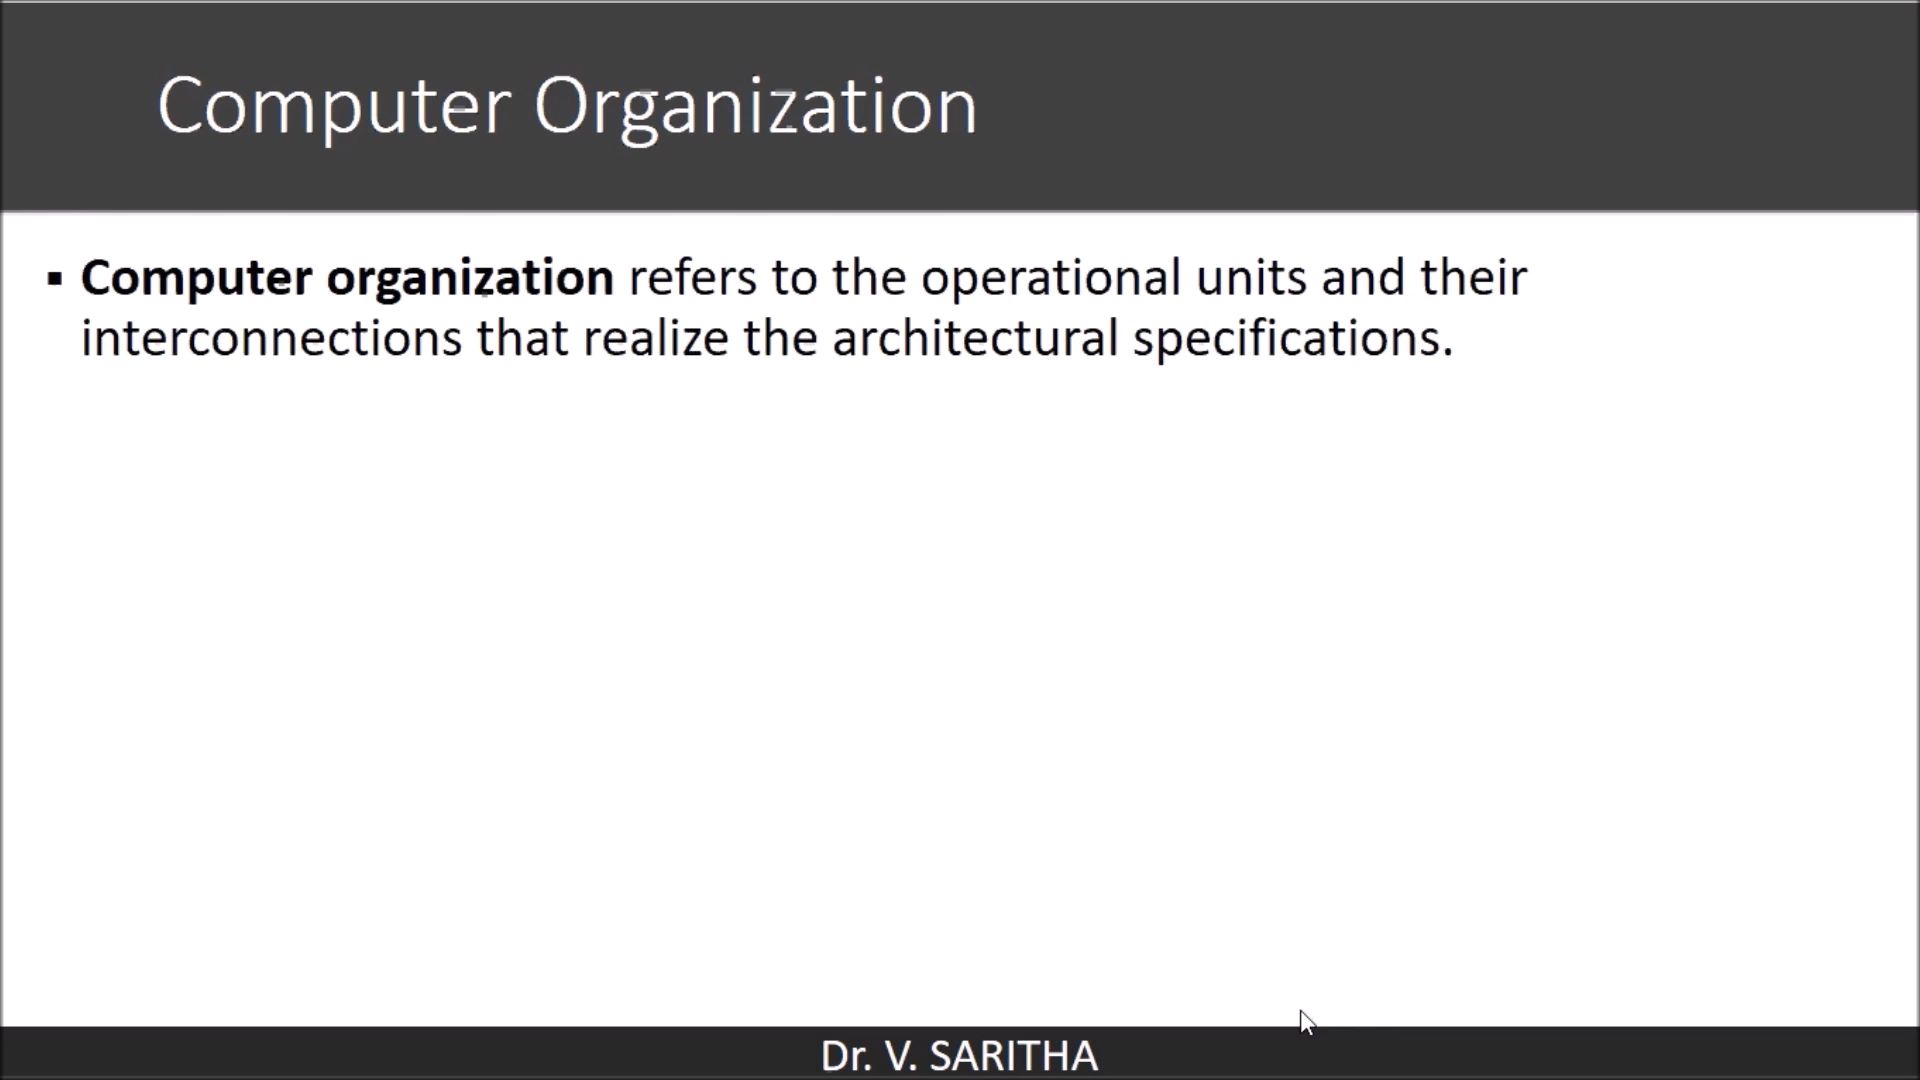 Computer Organization
▪ Computer organization refers to the operational units and their
interconnections that realize the architectural specifications.
Dr. V. SARITHA